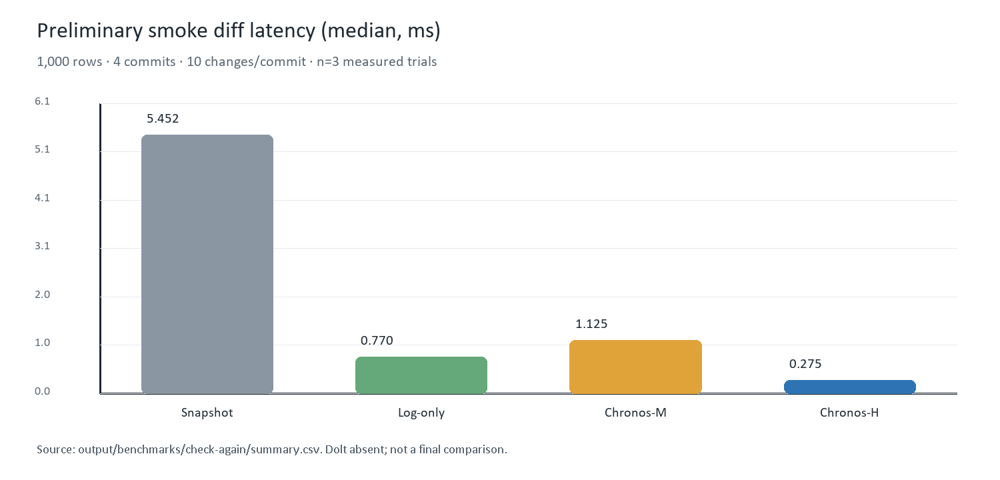 Preliminary smoke diff latency (median, ms)
1,000 rows · 4 commits · 10 changes/commit · n=3 measured trials
6.1
5.452
5.1
4.1
3.1
2.0
1.125
1.0
0.770
0.275
0.0
Snapshot Log-only Chronos-M Chronos-H
Source: output/benchmarks/check-again/summary.csv. Dolt absent; not a final comparison.